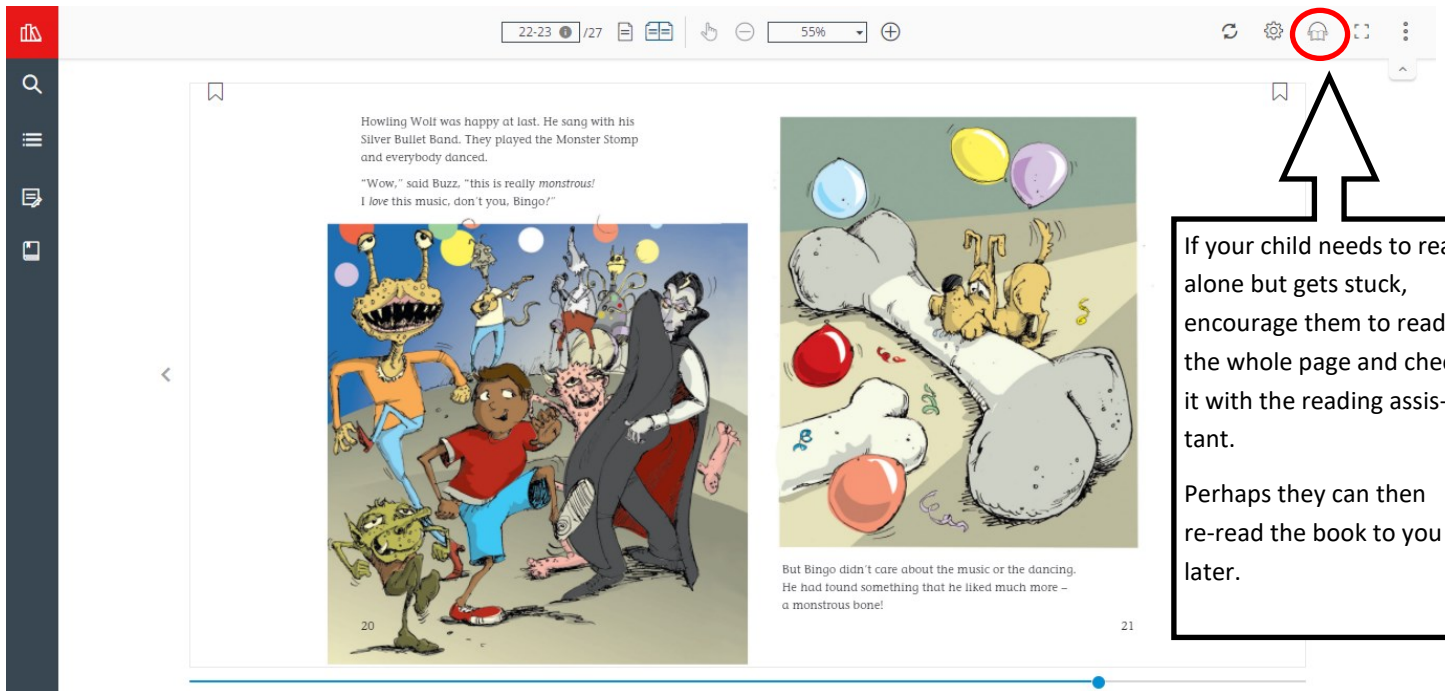 22-23 /27 55%
Howling Wolf was happy at last. He sang with his
Silver Bullet Band. They played the Monster Stomp
and everybody danced.
"Wow," said Buzz, "this is really monstrous!
I love this music, don't you, Bingo?"
20
But Bingo didn't care about the music or the dancing.
He had found something that he liked much more –
a monstrous bone!
21
If your child needs to rea
alone but gets stuck,
encourage them to read
the whole page and chec
it with the reading assis-
tant.
Perhaps they can then
re-read the book to you
later.